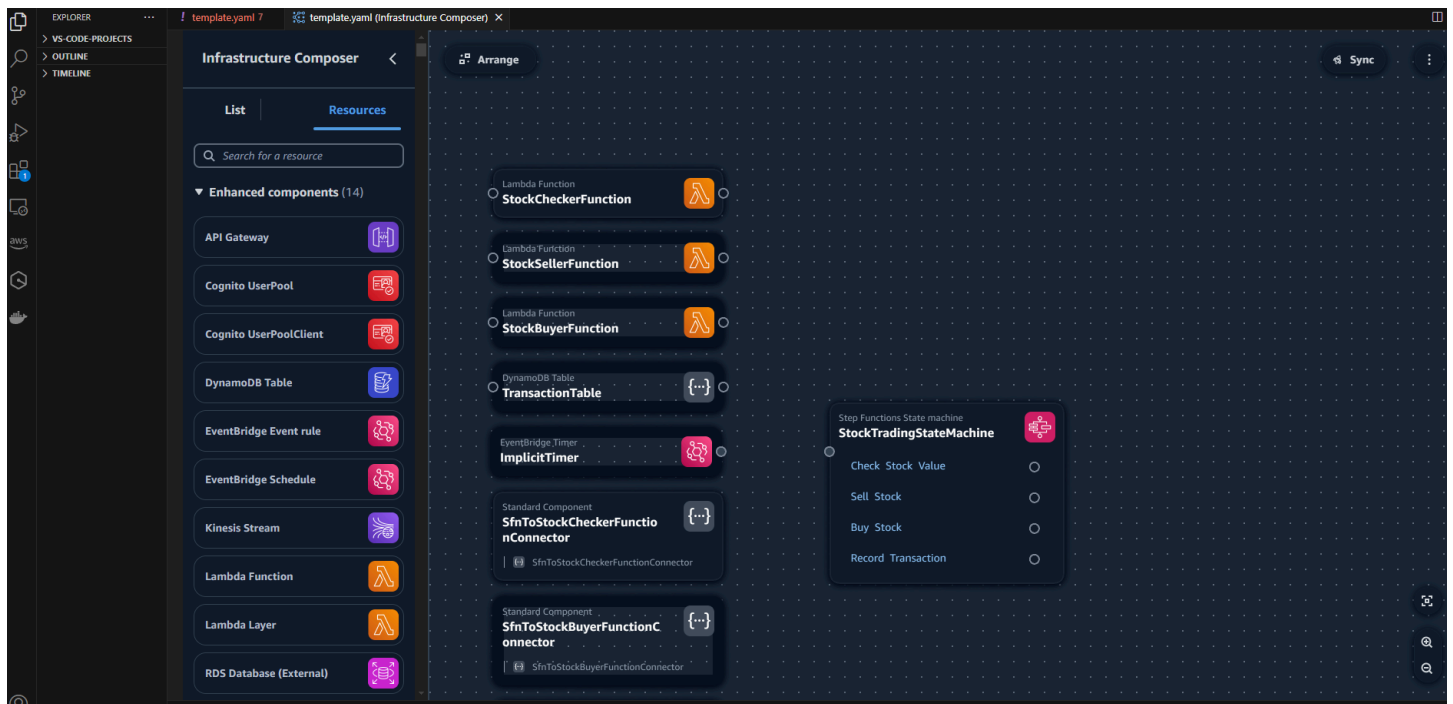 EXPLORER ...
VS-CODE-PROJECTS
OUTLINE
TIMELINE
1
aws
! template.yaml 7
template.yaml (Infrastructure Composer) ×
Infrastructure Composer
List
Resources
Search for a resource
Enhanced components (14)
API Gateway
Cognito UserPool
Cognito UserPoolClient
DynamoDB Table
EventBridge Event rule
EventBridge Schedule
Kinesis Stream
Lambda Function
Lambda Layer
RDS Database (External)
Arrange
Sync
Lambda Function
StockCheckerFunction
Lambda Function
StockSellerFunction
Lambda Function
StockBuyerFunction
DynamoDB Table
TransactionTable
{...}
EventBridge Timer
ImplicitTimer
Standard Component
SfnToStockCheckerFunctio
nConnector
{...}
SfnToStockCheckerFunctionConnector
Standard Component
SfnToStockBuyerFunctionC
onnector
{...}
SfnToStockBuyerFunctionConnector
Step Functions State machine
StockTradingStateMachine
Check Stock Value
Sell Stock
Buy Stock
Record Transaction